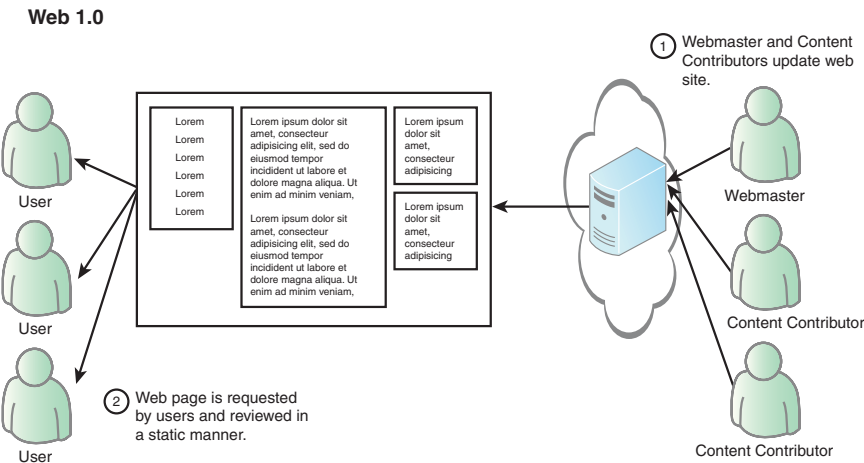 Web 1.0
1 Webmaster and Content
Contributors update web
site.
User
User
User
Lorem
Lorem
Lorem
Lorem
Lorem
Lorem
Lorem ipsum dolor sit
amet, consecteur
adipisicing elit, sed do
eiusmod tempor
incidident ut labore et
dolore magna aliqua. Ut
enim ad minim veniam,
Lorem ipsum dolor sit
amet, consecteur
adipisicing elit, sed do
eiusmod tempor
incidident ut labore et
dolore magna aliqua. Ut
enim ad minim veniam,
Lorem ipsum
dolor sit
amet,
consecteur
adipisicing
Lorem ipsum
dolor sit
amet,
consecteur
adipisicing
Webmaster
Content Contributor
Content Contributor
2 Web page is requested
by users and reviewed in
a static manner.